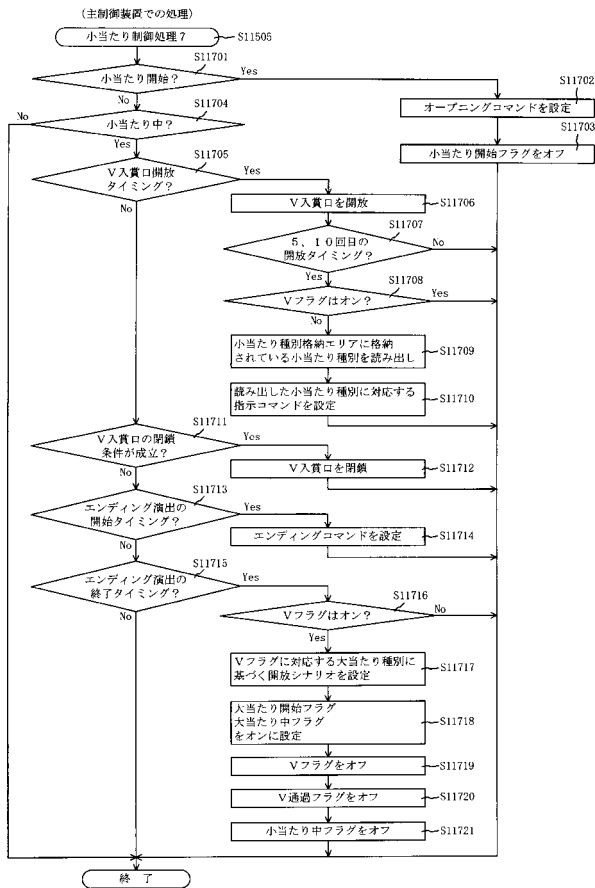 (主制御装置での処理)
小当たり制御処理7
S11505
S11701
小当たり開始？
Yes
No
S11702
オープニングコマンドを設定
S11703
小当たり開始フラグをオフ
S11704
No
小当たり中？
Yes
S11705
V入賞口開放
タイミング？
Yes
No
V入賞口を開放
S11706
S11707
5、10回目の
開放タイミング？
No
Yes
S11708
Vフラグはオン？
Yes
No
小当たり種別格納エリアに格納
されている小当たり種別を読み出し
S11709
読み出した小当たり種別に対応する
指示コマンドを設定
S11710
S11711
V入賞口の閉鎖
条件が成立？
Yes
No
V入賞口を閉鎖
S11712
S11713
エンディング演出の
開始タイミング？
Yes
No
エンディングコマンドを設定
S11714
S11715
エンディング演出の
終了タイミング？
Yes
No
S11716
Vフラグはオン？
No
Yes
Vフラグに対応する大当たり種別に
基づく開放シナリオを設定
S11717
大当たり開始フラグ
大当たり中フラグ
をオンに設定
S11718
Vフラグをオフ
S11719
V通過フラグをオフ
S11720
小当たり中フラグをオフ
S11721
終了